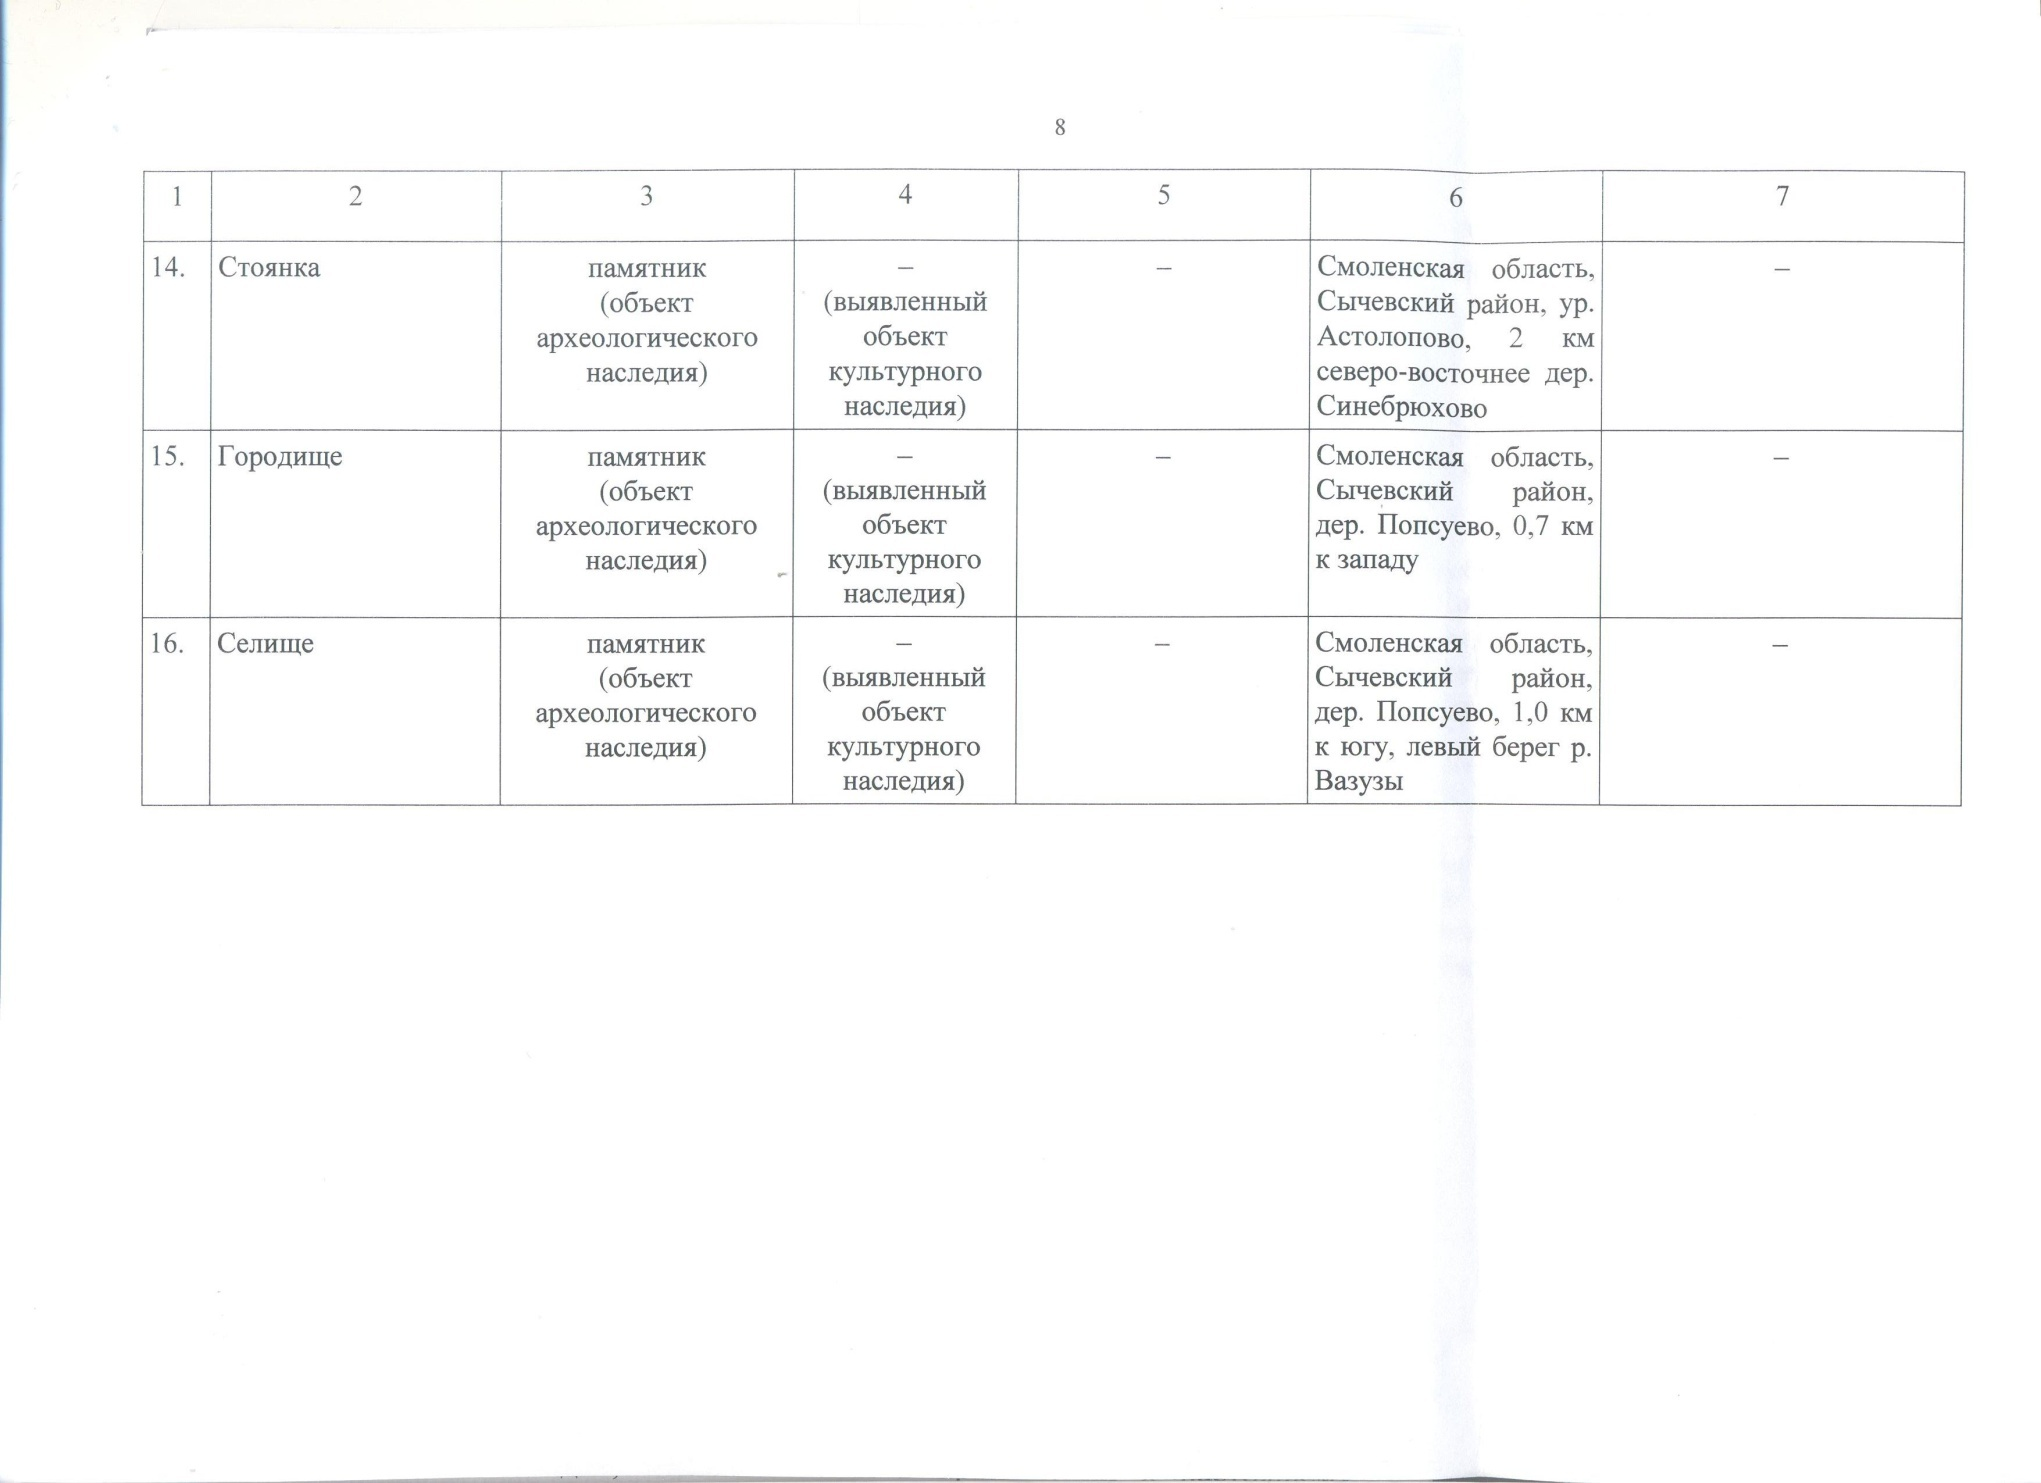 8
1 2 3 4 5 6 7
14. Стоянка памятник – – Смоленская область, –
(объект (выявленный Сычевский район, ур.
археологического объект Астолопово, 2 км
наследия) культурного северо-восточнее дер.
наследия) Синебрюхово
15. Городище памятник – – Смоленская область, –
(объект (выявленный Сычевский район,
археологического объект дер. Попсуево, 0,7 км
наследия) культурного к западу
наследия)
16. Селище памятник – – Смоленская область, –
(объект (выявленный Сычевский район,
археологического объект дер. Попсуево, 1,0 км
наследия) культурного к югу, левый берег р.
наследия) Вазузы